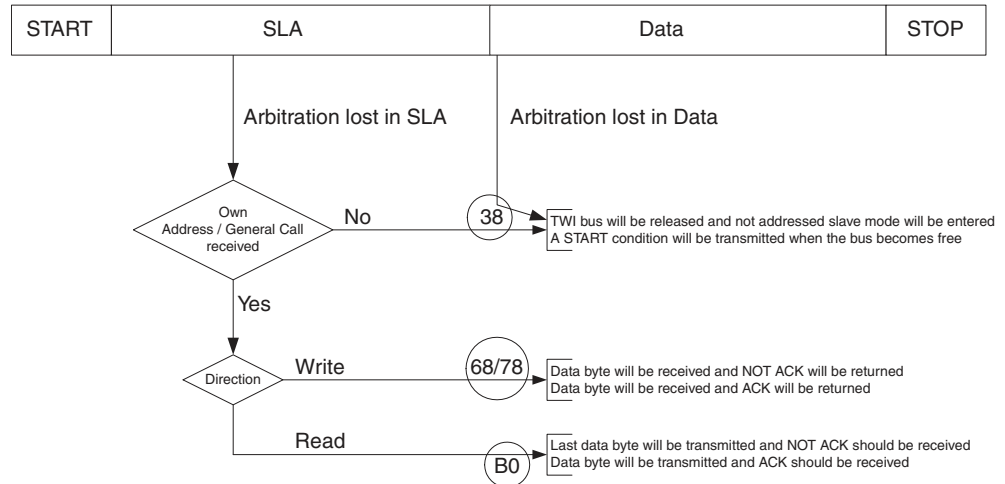 START SLA Data STOP
Arbitration lost in SLA Arbitration lost in Data
Own
Address / General Call
received
No
38
TWI bus will be released and not addressed slave mode will be entered
A START condition will be transmitted when the bus becomes free
Yes
Direction
Write
68/78
Data byte will be received and NOT ACK will be returned
Data byte will be received and ACK will be returned
Read
B0
Last data byte will be transmitted and NOT ACK should be received
Data byte will be transmitted and ACK should be received